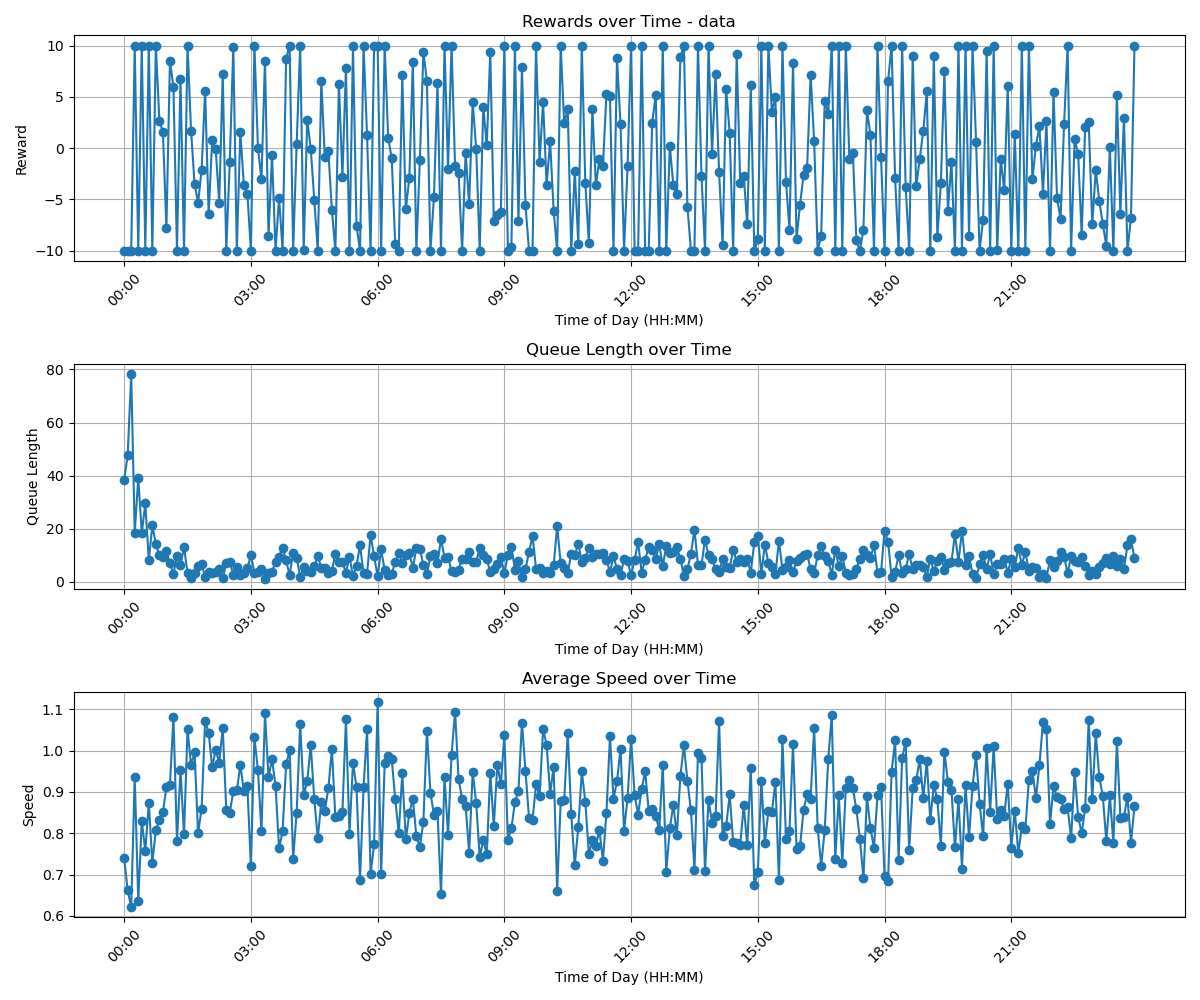 Rewards over Time - data
10
5
0
−5
−10
Reward
00:00 03:00 06:00 09:00 12:00 15:00 18:00 21:00
Time of Day (HH:MM)
Queue Length over Time
80
60
40
20
0
Queue Length
00:00 03:00 06:00 09:00 12:00 15:00 18:00 21:00
Time of Day (HH:MM)
Average Speed over Time
1.1
1.0
0.9
0.8
0.7
0.6
Speed
00:00 03:00 06:00 09:00 12:00 15:00 18:00 21:00
Time of Day (HH:MM)